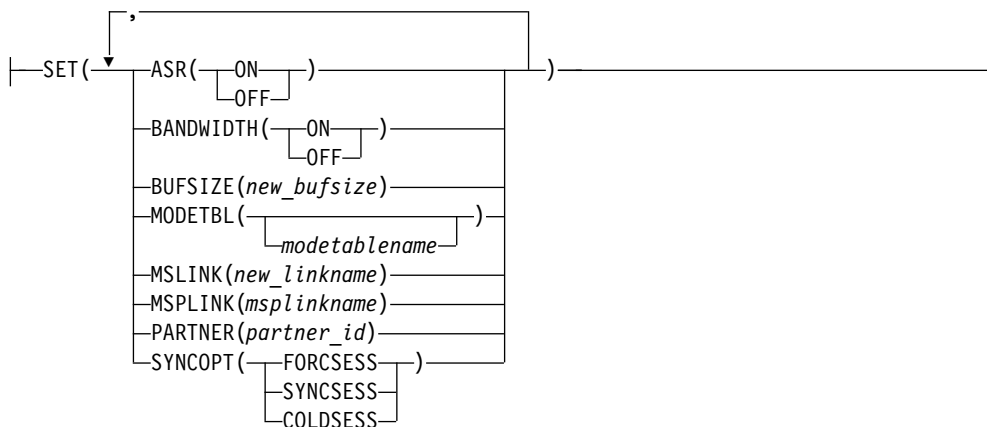 ,
SET( ASR( ON ) )
OFF
BANDWIDTH( ON )
OFF
BUFSIZE(new_bufsize)
MODETBL( )
modetablename
MSLINK(new_linkname)
MSPLINK(msplinkname)
PARTNER(partner_id)
SYNCOPT( FORCSESS )
SYNCSESS
COLDSESS